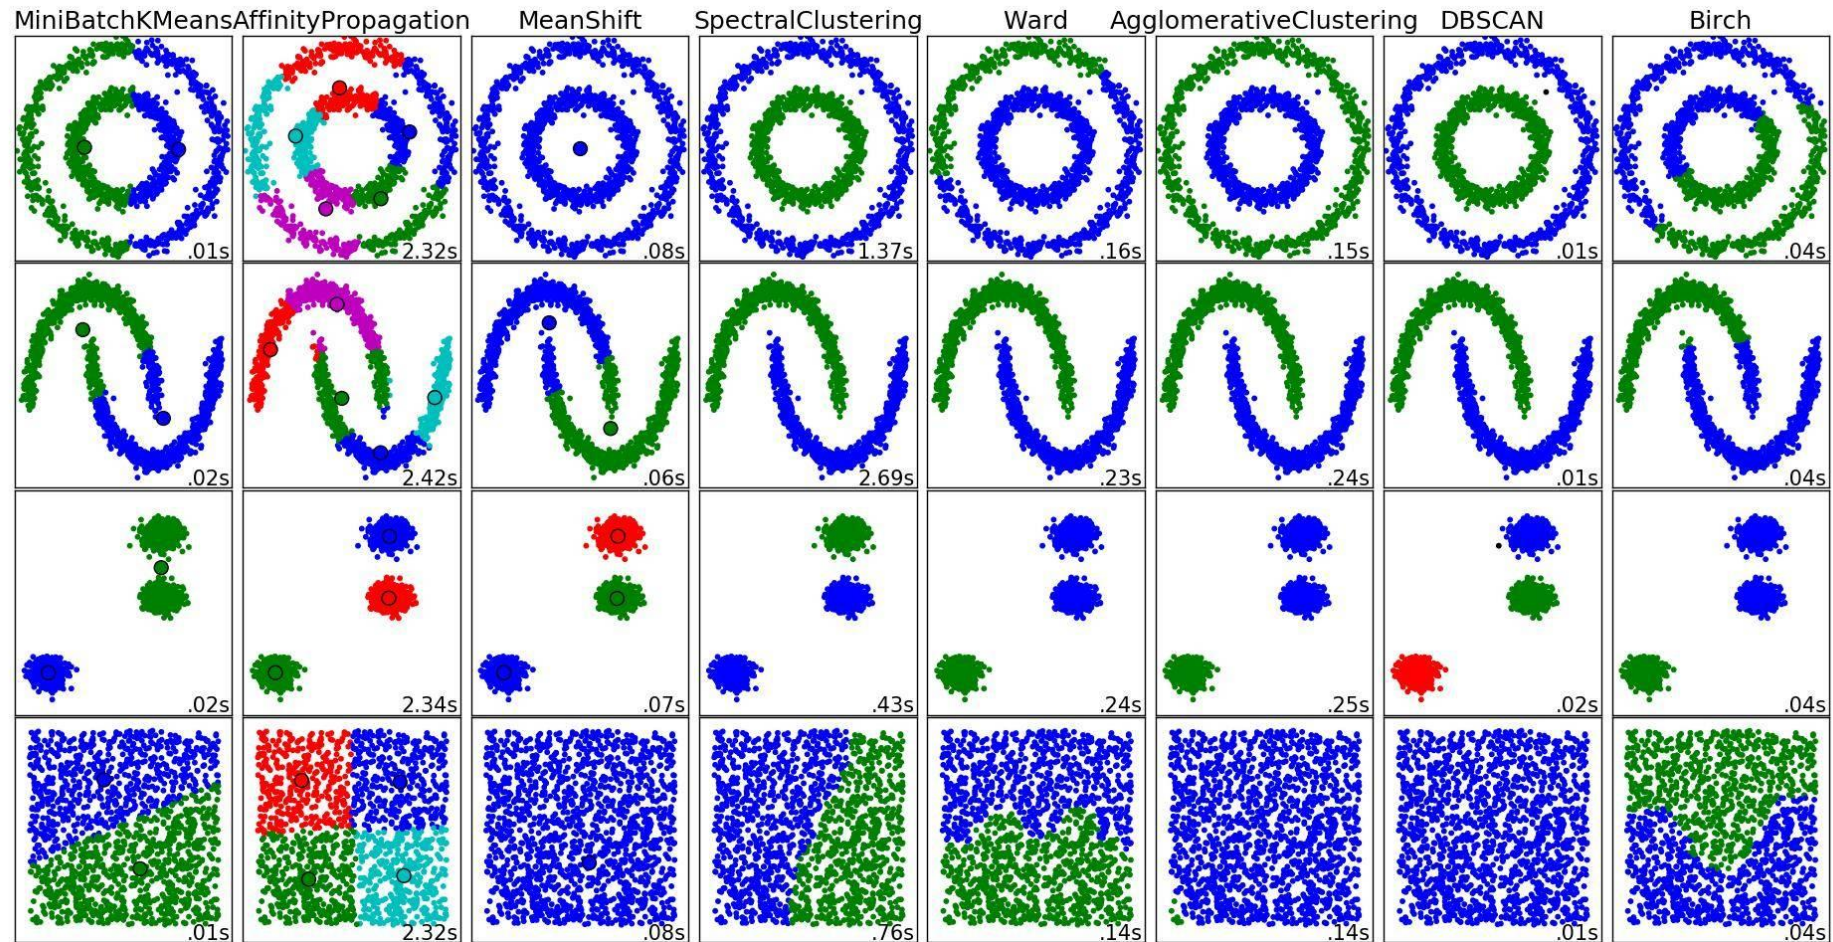 MiniBatchKMeans AffinityPropagation MeanShift SpectralClustering Ward AgglomerativeClustering DBSCAN Birch
.01s 2.32s .08s 1.37s .16s .15s .01s .04s
.02s 2.42s .06s 2.69s .23s .24s .01s .04s
.02s 2.34s .07s .43s .24s .25s .02s .04s
.01s 2.32s .08s .76s .14s .14s .01s .04s